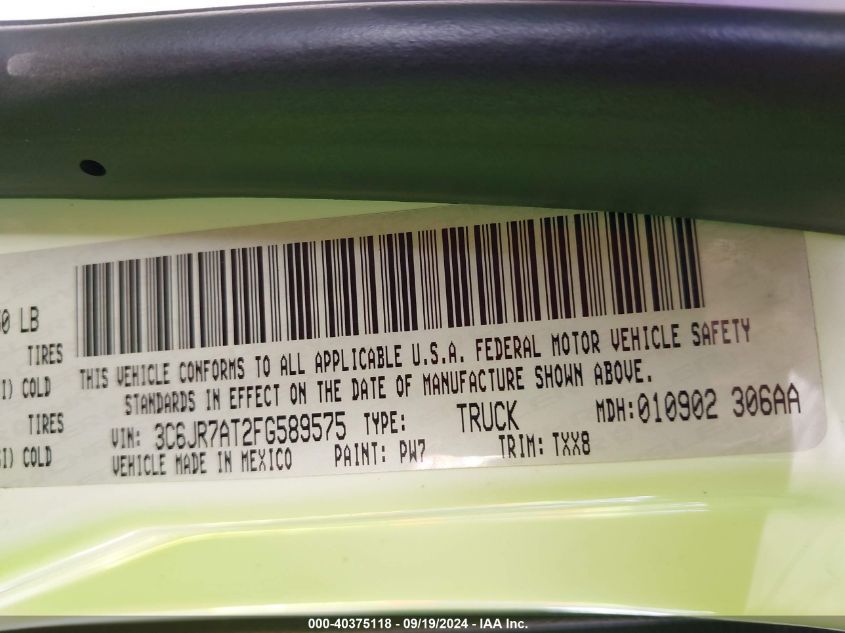 0 LB
TIRES
I) COLD
TIRES
SI) COLD
THIS VEHICLE CONFORMS TO ALL APPLICABLE U.S.A. FEDERAL MOTOR VEHICLE SAFETY
STANDARDS IN EFFECT ON THE DATE OF MANUFACTURE SHOWN ABOVE.
VIN: 3C6JR7AT2FG589575 TYPE: TRUCK MDH:010902 306AA
VEHICLE MADE IN MEXICO PAINT: PW7 TRIM: TXX8
000-40375118 - 09/19/2024 - IAA Inc.